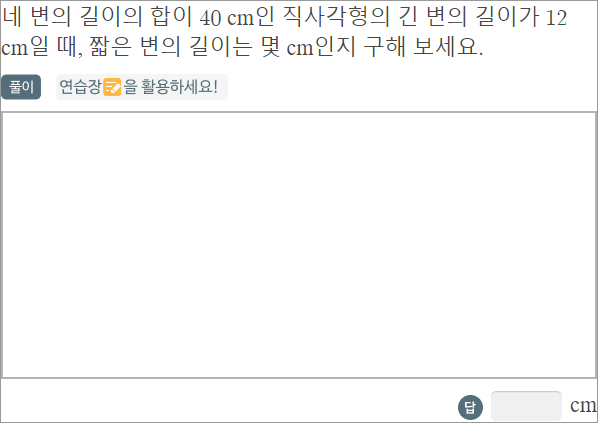 네 변의 길이의 합이 40 cm인 직사각형의 긴 변의 길이가 12
cm일 때, 짧은 변의 길이는 몇 cm인지 구해 보세요.
풀이 연습장을 활용하세요!
답 cm